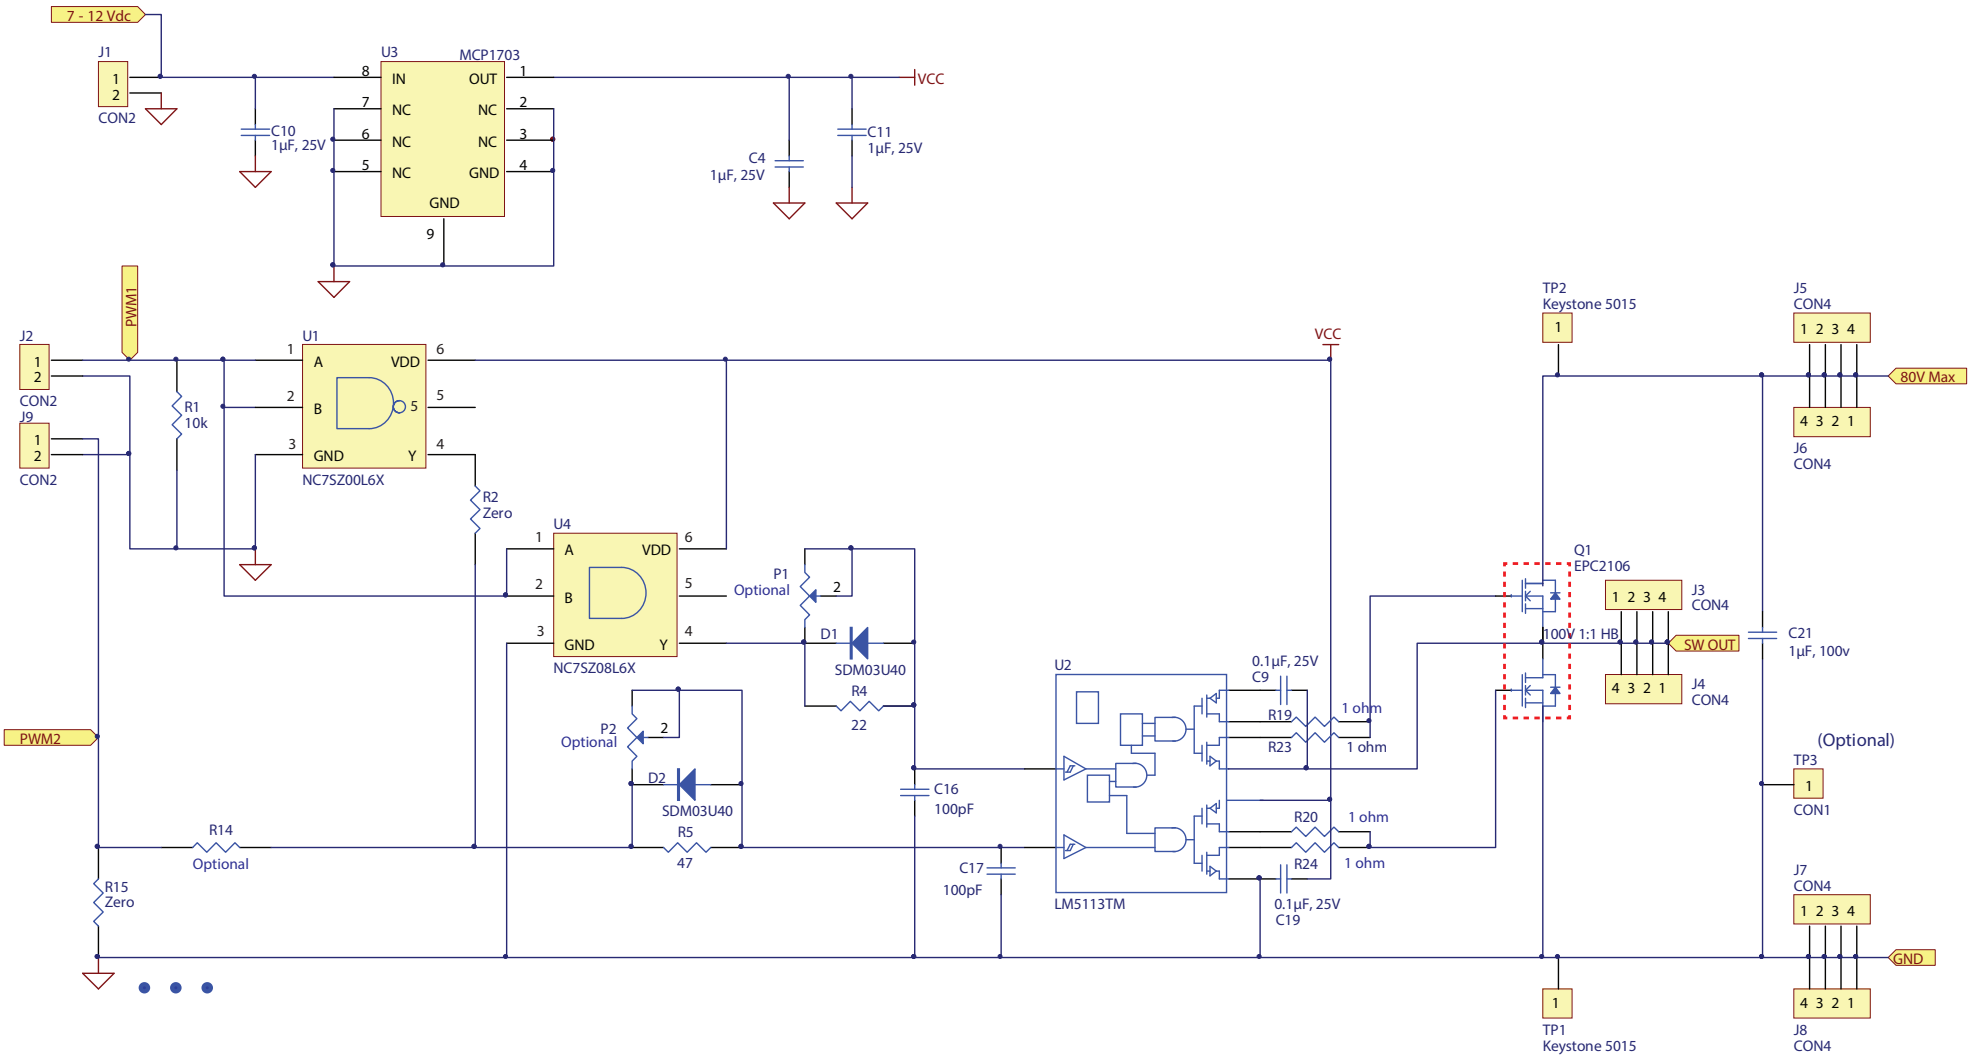 7 - 12 Vdc
J1
1
2
CON2
C10
1µF, 25V
U3
MCP1703
8
IN
OUT
1
7
NC
NC
2
6
NC
NC
3
5
NC
GND
4
GND
9
C4
1µF, 25V
C11
1µF, 25V
VCC
PWM1
J2
1
2
CON2
J9
1
2
CON2
R1
10k
U1
1
A
VDD
6
2
B
5
5
3
GND
Y
4
NC7SZ00L6X
R2
Zero
U4
1
A
VDD
6
2
B
5
3
GND
Y
4
NC7SZ08L6X
P1
Optional
2
D1
SDM03U40
R4
22
P2
Optional
2
D2
SDM03U40
R5
47
PWM2
R14
Optional
R15
Zero
C16
100pF
C17
100pF
U2
LM5113TM
0.1µF, 25V
C9
R19
1 ohm
R23
1 ohm
R20
1 ohm
R24
1 ohm
0.1µF, 25V
C19
VCC
TP2
Keystone 5015
1
J5
CON4
1 2 3 4
80V Max
4 3 2 1
J6
CON4
Q1
EPC2106
100V 1:1 HB
1 2 3 4
J3
CON4
SW OUT
4 3 2 1
J4
CON4
C21
1µF, 100v
(Optional)
TP3
1
CON1
J7
CON4
1 2 3 4
GND
4 3 2 1
J8
CON4
1
TP1
Keystone 5015